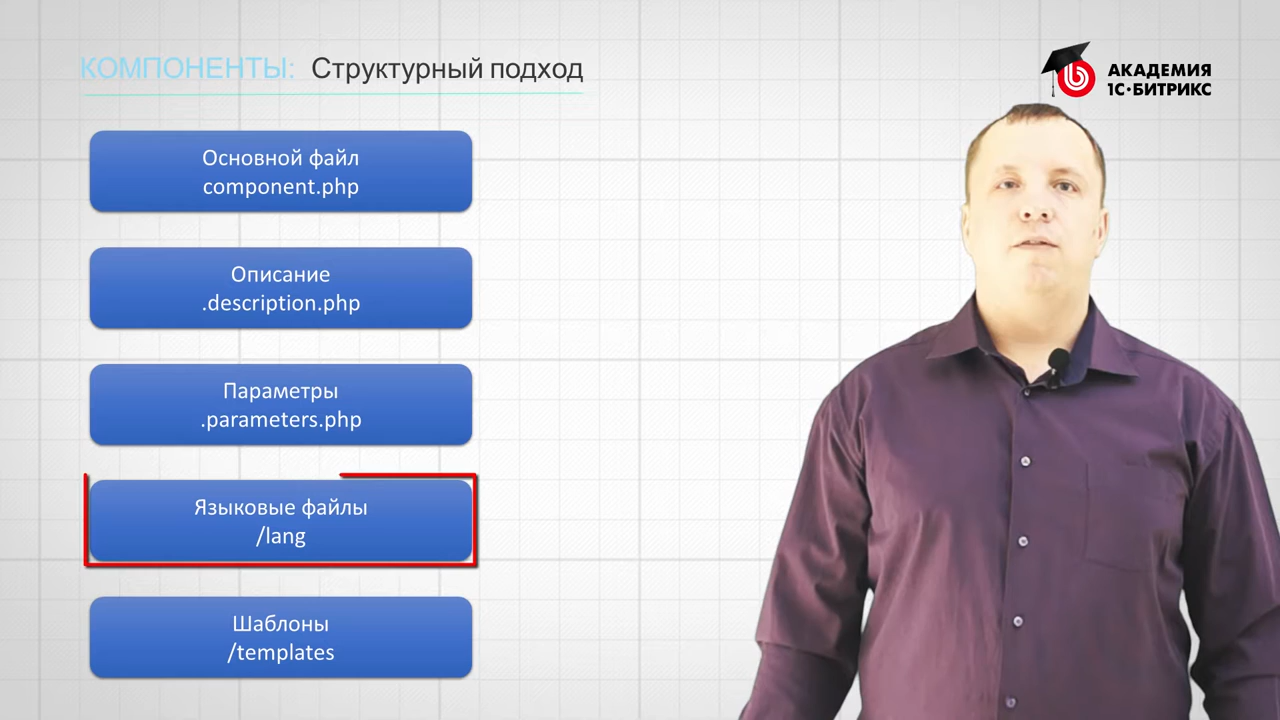 КОМПОНЕНТЫ: Структурный подход
АКАДЕМИЯ
1С·БИТРИКС
Основной файл
component.php
Описание
.description.php
Параметры
.parameters.php
Языковые файлы
/lang
Шаблоны
/templates